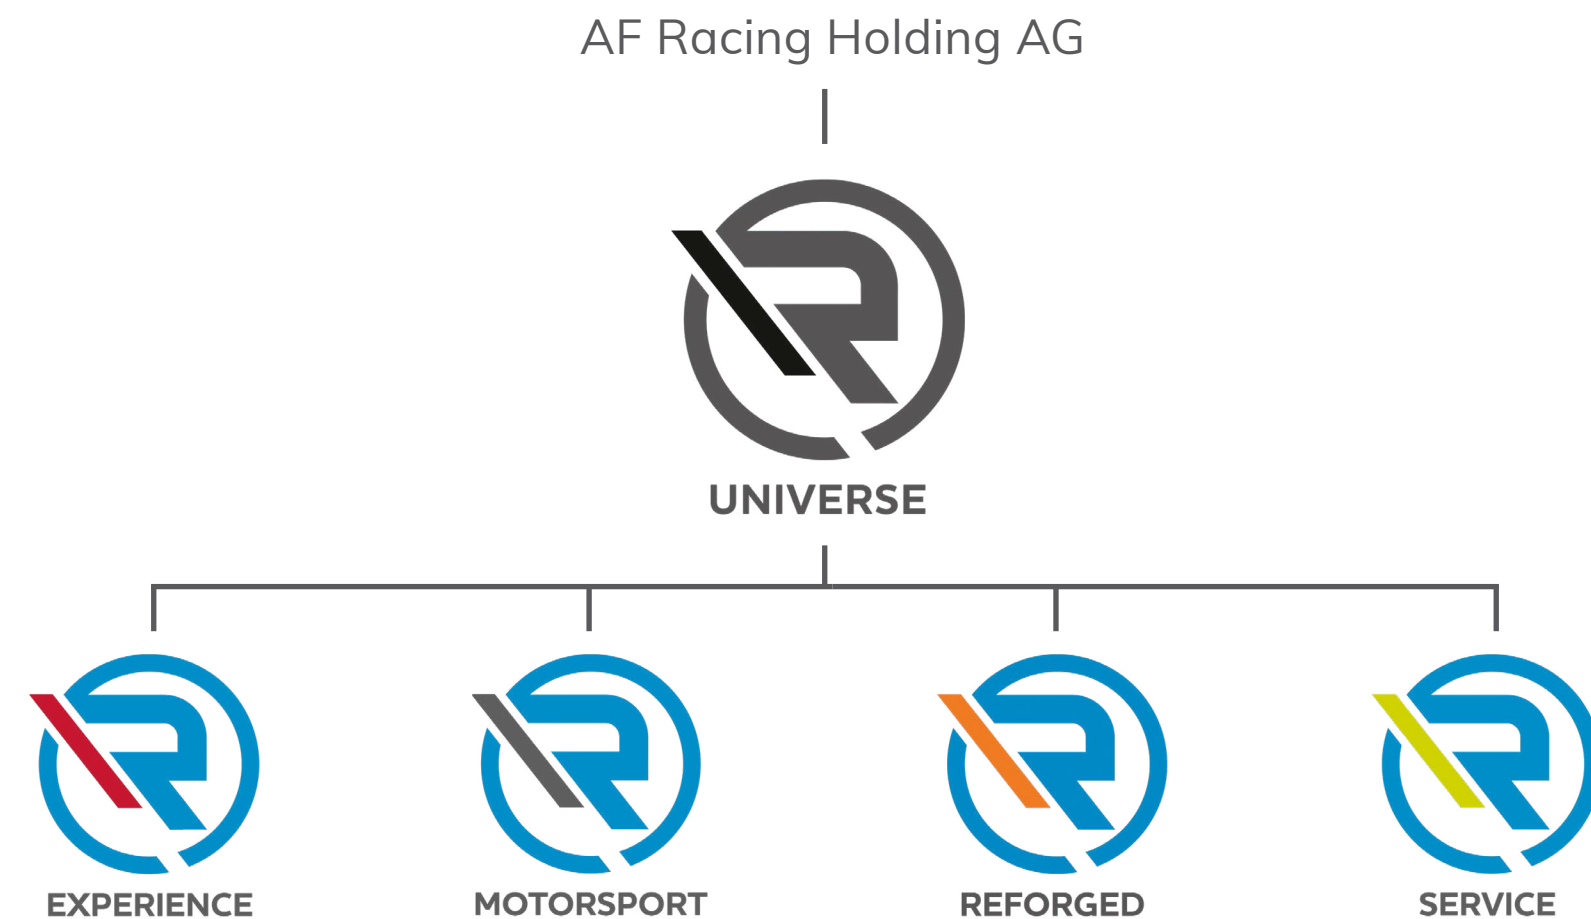 AF Racing Holding AG
R
UNIVERSE
R
R
R
R
EXPERIENCE
MOTORSPORT
REFORGED
SERVICE